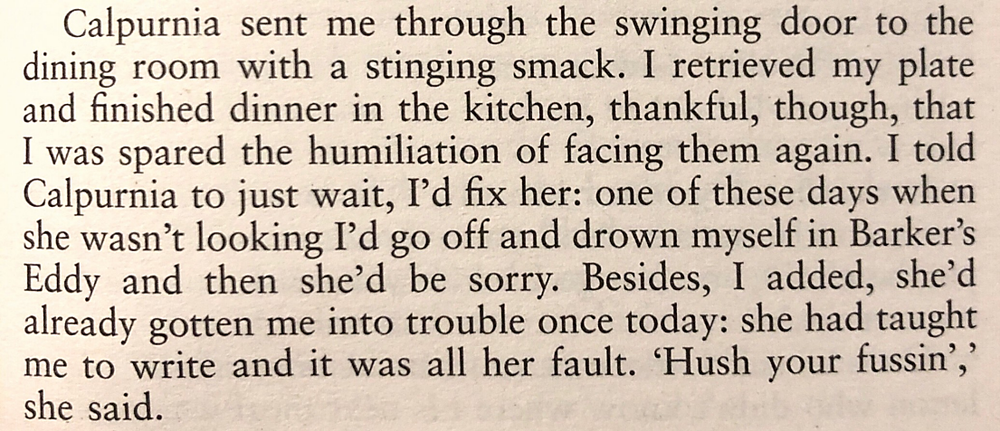 Calpurnia sent me through the swinging door to the
dining room with a stinging smack. I retrieved my plate
and finished dinner in the kitchen, thankful, though, that
I was spared the humiliation of facing them again. I told
Calpurnia to just wait, I’d fix her: one of these days when
she wasn’t looking I’d go off and drown myself in Barker’s
Eddy and then she’d be sorry. Besides, I added, she’d
already gotten me into trouble once today: she had taught
me to write and it was all her fault. ‘Hush your fussin’,’
she said.